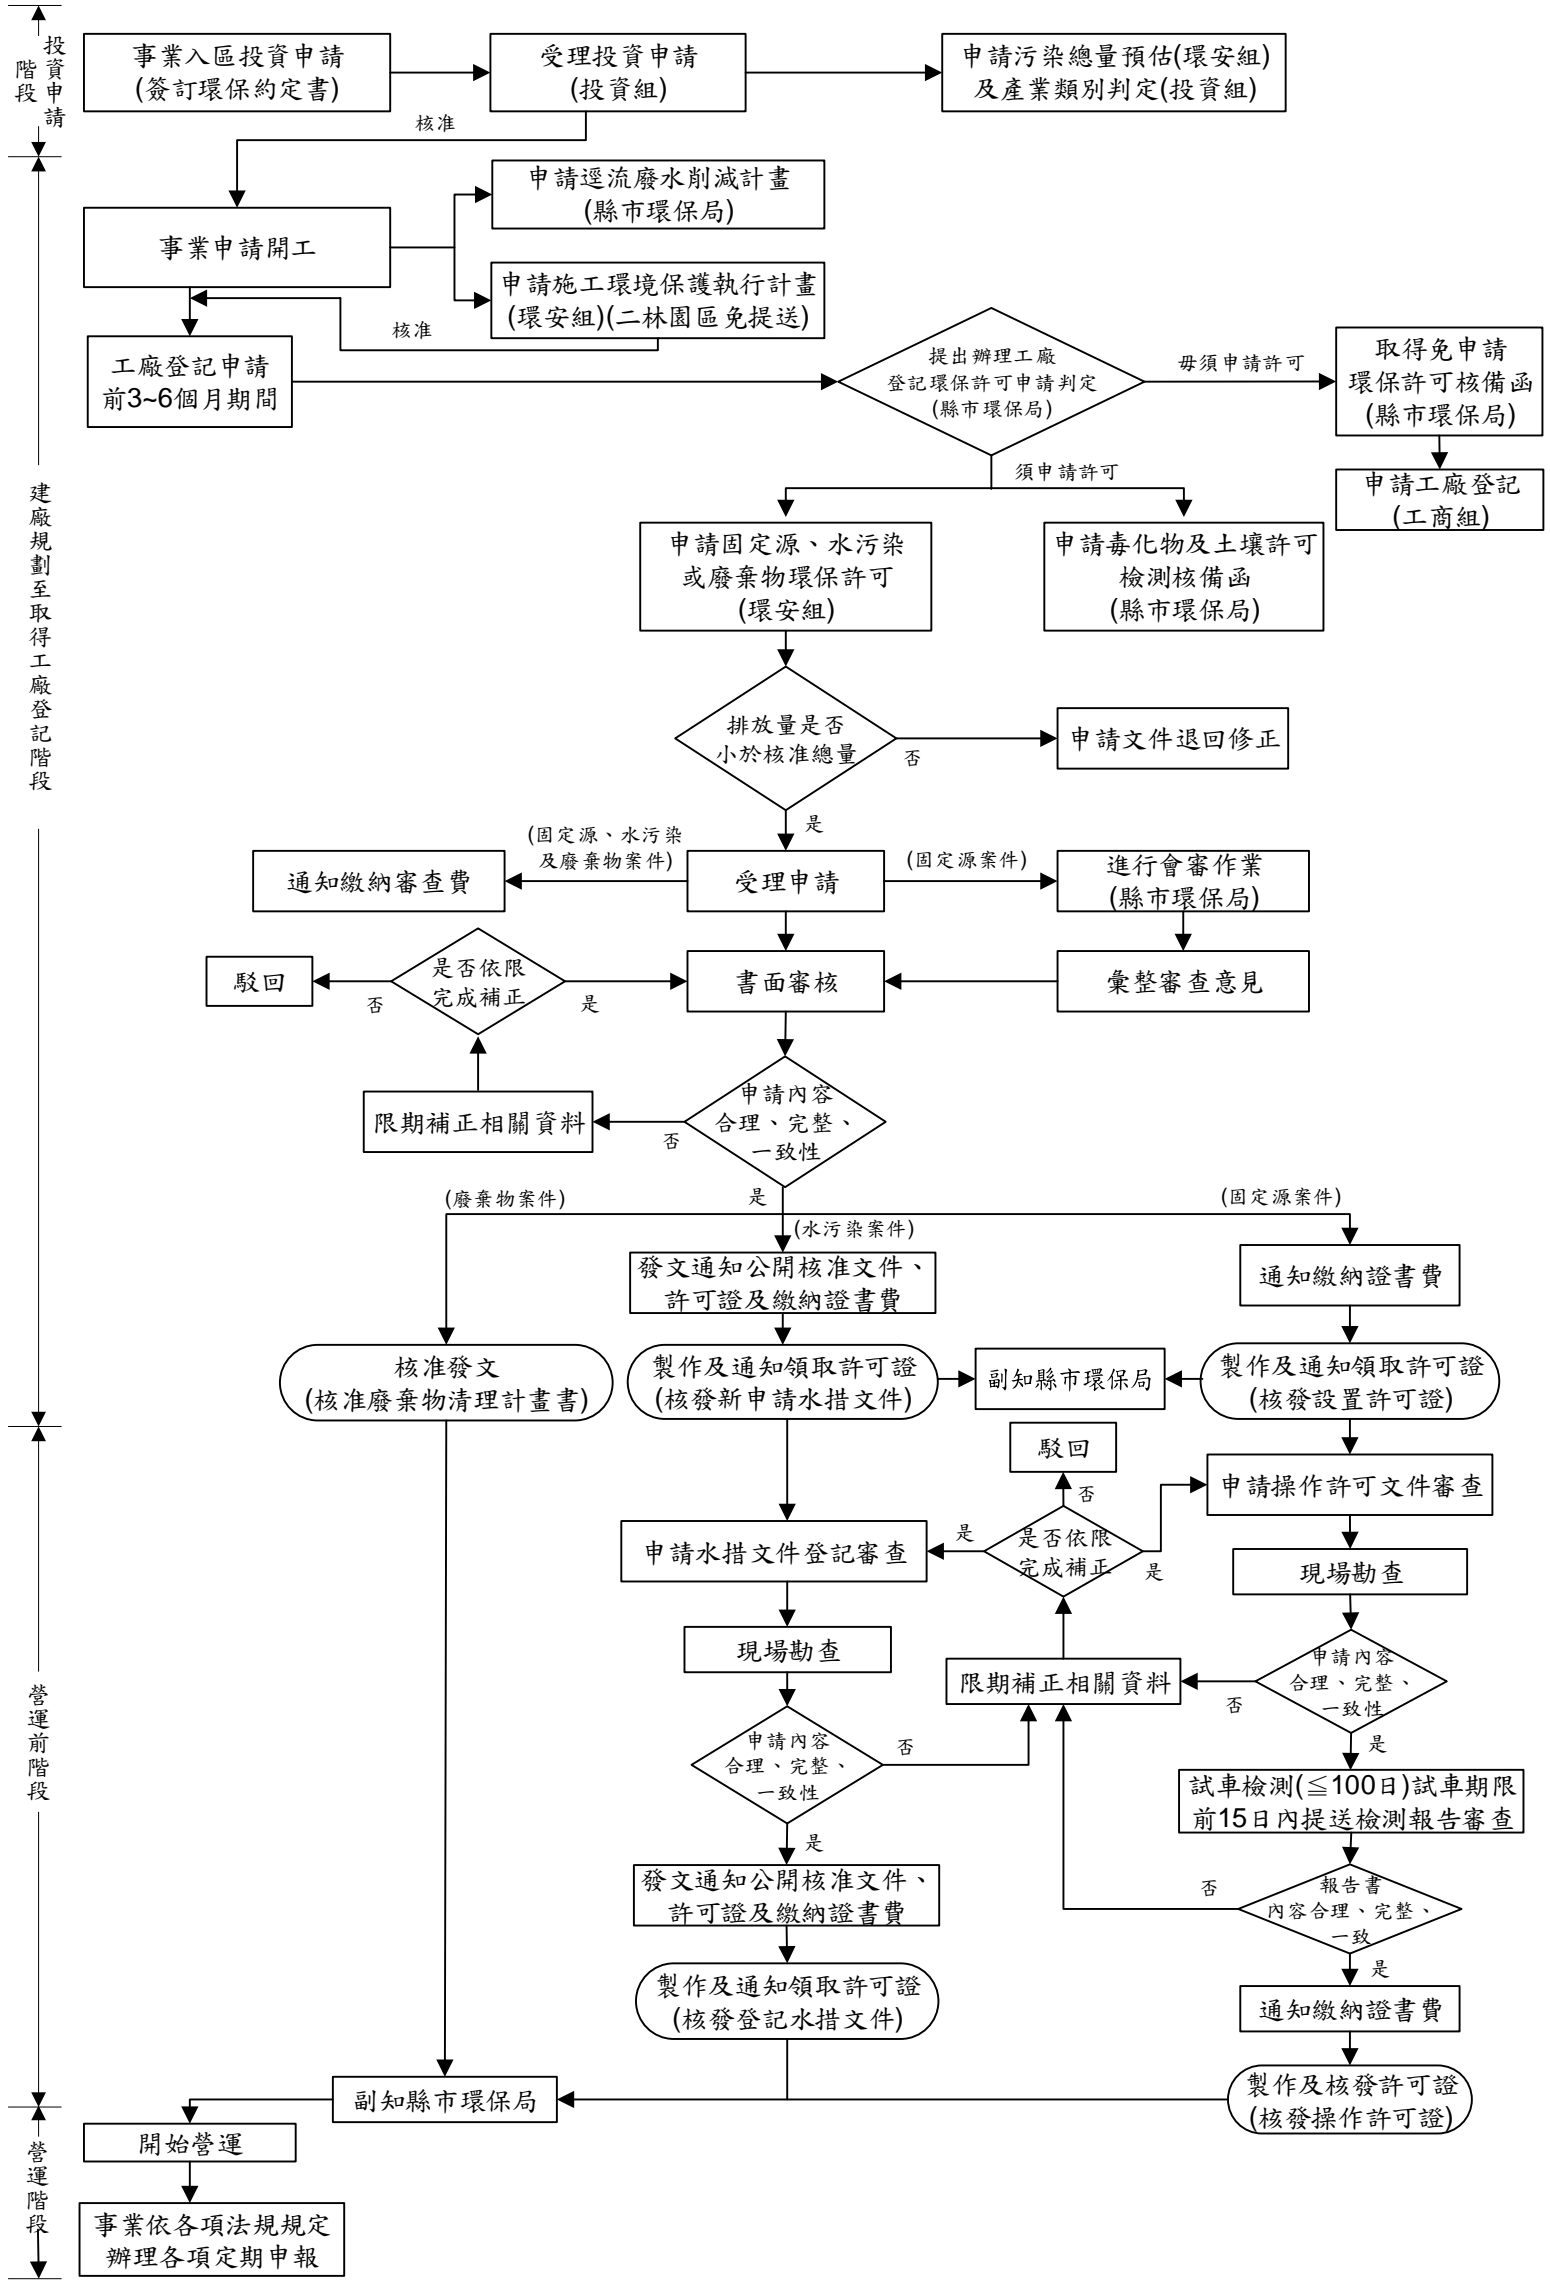 投資申請
階段
事業入區投資申請
(簽訂環保約定書)
受理投資申請
(投資組)
申請污染總量預估(環安組)
及產業類別判定(投資組)
核准
建廠規劃至取得工廠登記階段
申請逕流廢水削減計畫
(縣市環保局)
事業申請開工
申請施工環境保護執行計畫
(環安組)(二林園區免提送)
核准
工廠登記申請
前3~6個月期間
提出辦理工廠
登記環保許可申請判定
(縣市環保局)
毋須申請許可
取得免申請
環保許可核備函
(縣市環保局)
須申請許可
申請工廠登記
(工商組)
申請固定源、水污染
或廢棄物環保許可
(環安組)
申請毒化物及土壤許可
檢測核備函
(縣市環保局)
排放量是否
小於核准總量
否
申請文件退回修正
是
(固定源、水污染
及廢棄物案件)
通知繳納審查費
受理申請
(固定源案件)
進行會審作業
(縣市環保局)
駁回
否
是否依限
完成補正
是
書面審核
彙整審查意見
限期補正相關資料
否
申請內容
合理、完整、
一致性
是
(廢棄物案件)
(水污染案件)
(固定源案件)
發文通知公開核准文件、
許可證及繳納證書費
通知繳納證書費
核准發文
(核准廢棄物清理計畫書)
製作及通知領取許可證
(核發新申請水措文件)
副知縣市環保局
製作及通知領取許可證
(核發設置許可證)
營運前階段
駁回
否
申請操作許可文件審查
申請水措文件登記審查
是
是否依限
完成補正
是
現場勘查
現場勘查
限期補正相關資料
否
申請內容
合理、完整、
一致性
是
申請內容
合理、完整、
一致性
否
是
試車檢測(≦100日)試車期限
前15日內提送檢測報告審查
發文通知公開核准文件、
許可證及繳納證書費
否
報告書
內容合理、完整、
一致
是
製作及通知領取許可證
(核發登記水措文件)
通知繳納證書費
副知縣市環保局
製作及核發許可證
(核發操作許可證)
營運階段
開始營運
事業依各項法規規定
辦理各項定期申報